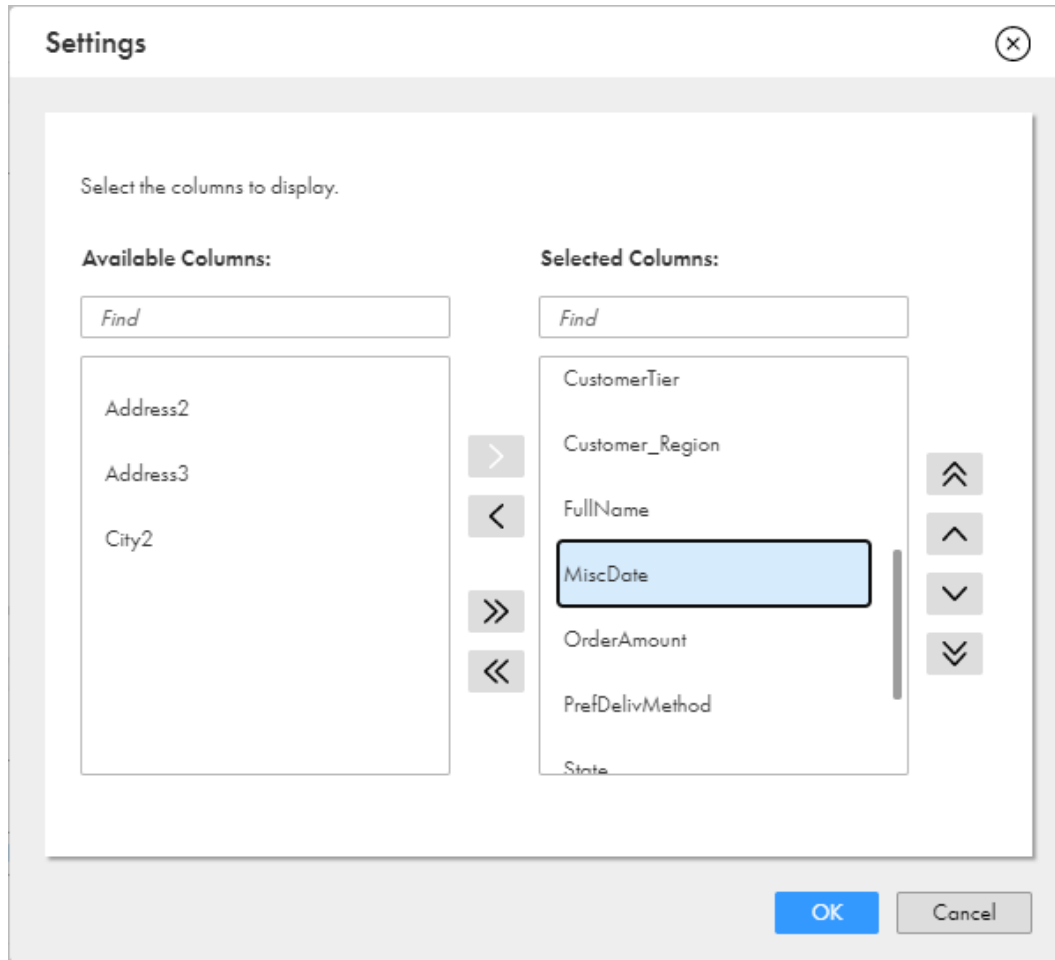 Settings
Select the columns to display.
Available Columns:
Selected Columns:
Find
Find
Address2
Address3
City2
CustomerTier
Customer_Region
FullName
MiscDate
OrderAmount
PrefDelivMethod
State
OK
Cancel